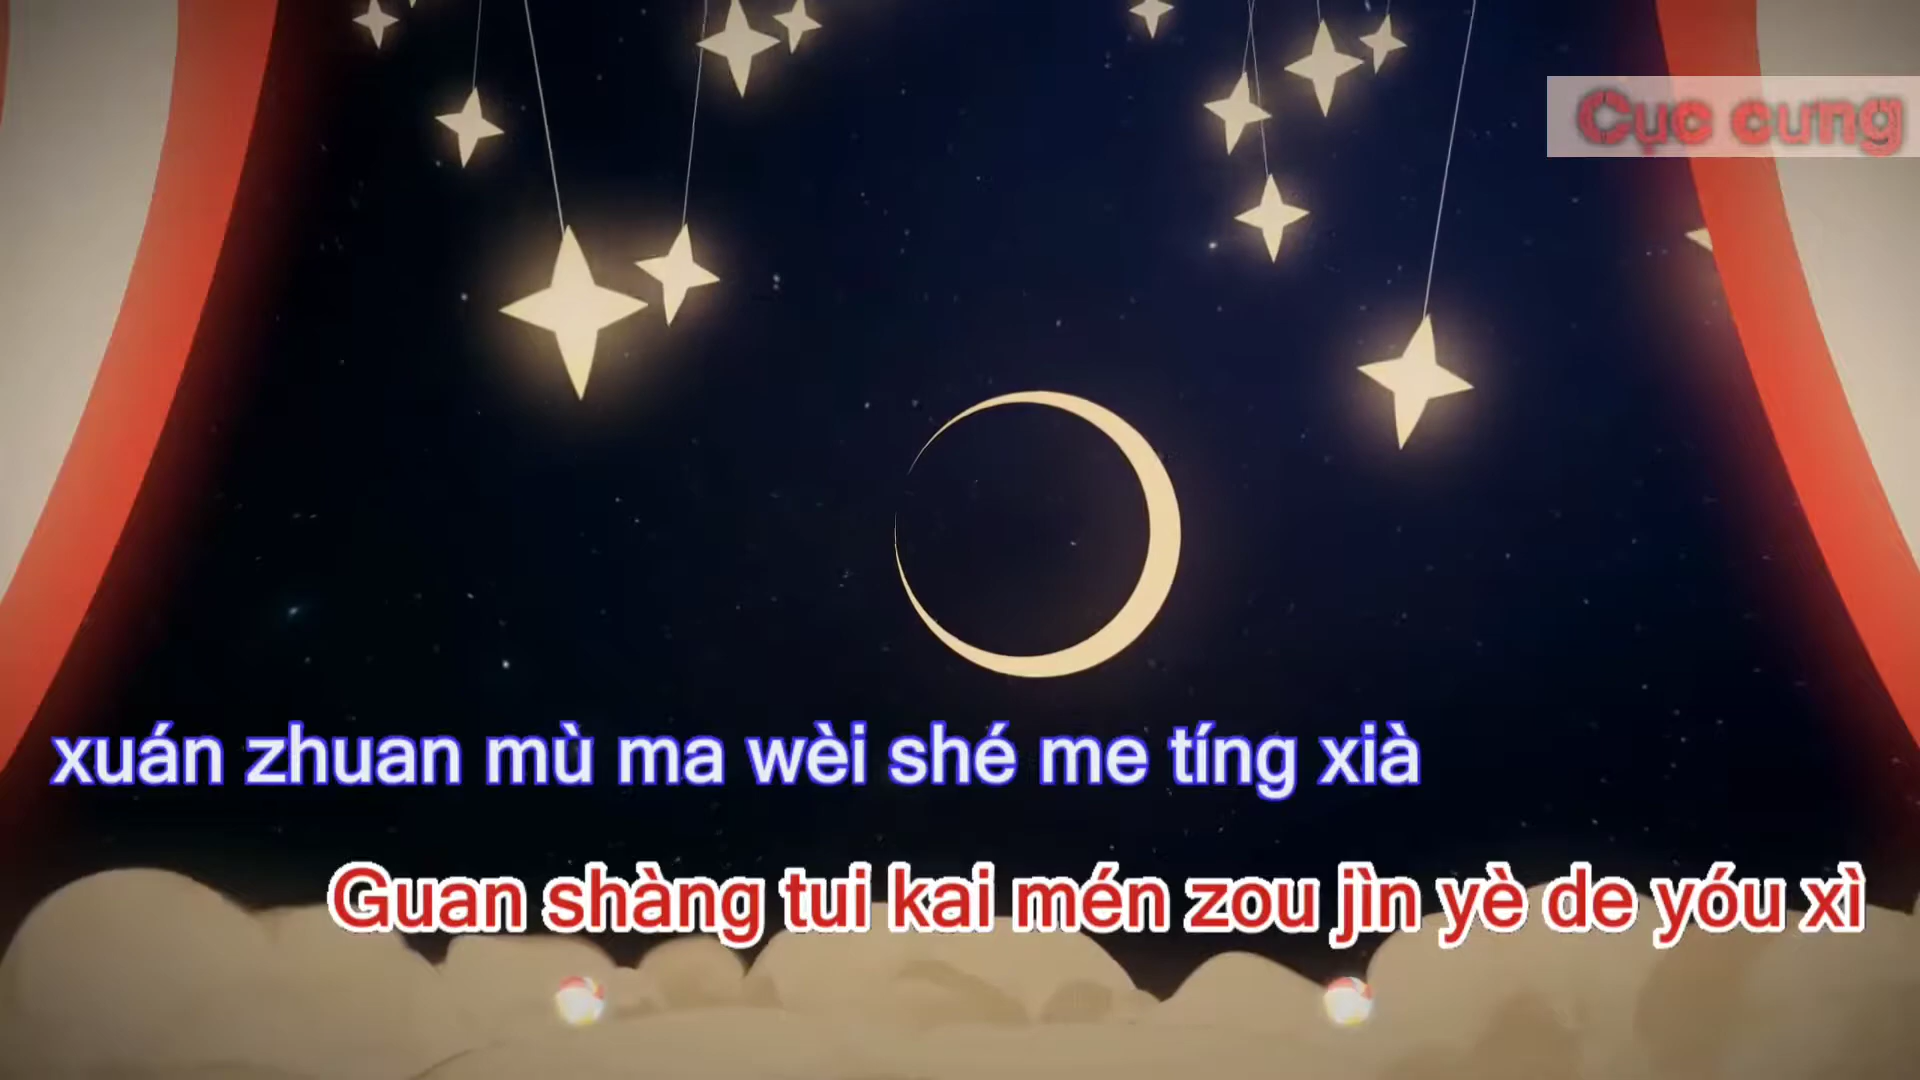 Cục cưng
xuán zhuan mù ma wèi shé me tíng xià
Guan shàng tui kai mén zou jìn yè de yóu xì